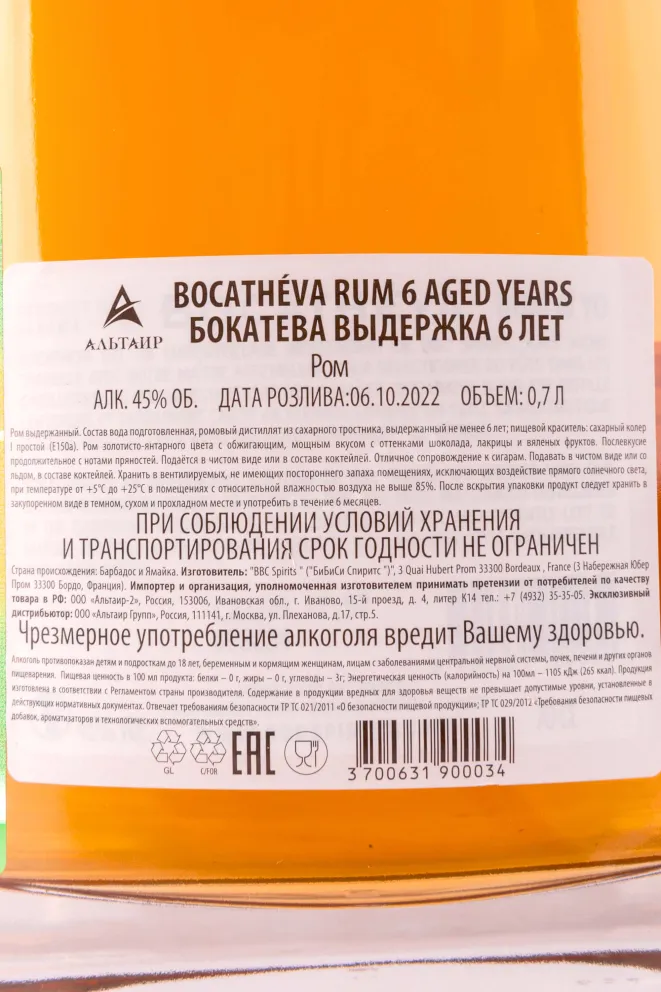 BOCATHÉVA RUM 6 AGED YEARS
АЛЬТАИР
БОКАТЕВА ВЫДЕРЖКА 6 ЛЕТ
Ром
АЛК. 45% ОБ. ДАТА РОЗЛИВА:06.10.2022 ОБЪЕМ: 0,7 Л
Ром выдержанный. Состав вода подготовленная, ромовый дистиллят из сахарного тростника, выдержанный не менее 6 лет; пищевой краситель: сахарный колер
I простой (E150a). Ром золотисто-янтарного цвета с обжигающим, мощным вкусом с оттенками шоколада, лакрицы и вяленых фруктов. Послевкусие
продолжительное с нотами пряностей. Подаётся в чистом виде или в составе коктейлей. Отличное сопровождение к сигарам. Подавать в чистом виде или со
льдом, в составе коктейлей. Хранить в вентилируемых, не имеющих постороннего запаха помещениях, исключающих воздействие прямого солнечного света,
при температуре от +5°С до +25°С в помещениях с относительной влажностью воздуха не выше 85%. После вскрытия упаковки продукт следует хранить в
закупоренном виде в темном, сухом и прохладном месте и употребить в течение 6 месяцев.
ПРИ СОБЛЮДЕНИИ УСЛОВИЙ ХРАНЕНИЯ
И ТРАНСПОРТИРОВАНИЯ СРОК ГОДНОСТИ НЕ ОГРАНИЧЕН
Страна происхождения: Барбадос и Ямайка. Изготовитель: "BBC Spirits " ("БиБиСи Спиритс ")", 3 Quai Hubert Prom 33300 Bordeaux , France (3 Набережная Юбер
Пром 33300 Бордо, Франция). Импортер и организация, уполномоченная изготовителем принимать претензии от потребителей по качеству
товара в РФ: ООО «Альтаир-2», Россия, 153006, Ивановская обл., г. Иваново, 15-й проезд, д. 4, литер К14 тел.: +7 (4932) 35-35-05. Эксклюзивный
дистрибьютор: ООО «Альтаир Групп», Россия, 111141, г. Москва, ул. Плеханова, д.17, стр.5.
Чрезмерное употребление алкоголя вредит Вашему здоровью.
Алкоголь противопоказан детям и подросткам до 18 лет, беременным и кормящим женщинам, лицам с заболеваниями центральной нервной системы, почек, печени и других органов
пищеварения. Пищевая ценность в 100 мл продукта: белки – 0 г, жиры – 0 г, углеводы – 3г; Энергетическая ценность (калорийность) на 100мл – 1105 кДж (265 ккал). Продукция
изготовлена в соответствии с Регламентом страны производителя. Содержание в продукции вредных для здоровья веществ не превышает допустимые уровни, установленные в
действующих нормативных документах. Отвечает требованиям безопасности ТР ТС 021/2011 «О безопасности пищевой продукции»; ТР ТС 029/2012 «Требования безопасности пищевых
добавок, ароматизаторов и технологических вспомогательных средств».
GL C/FOR EAC 3 700631 900034